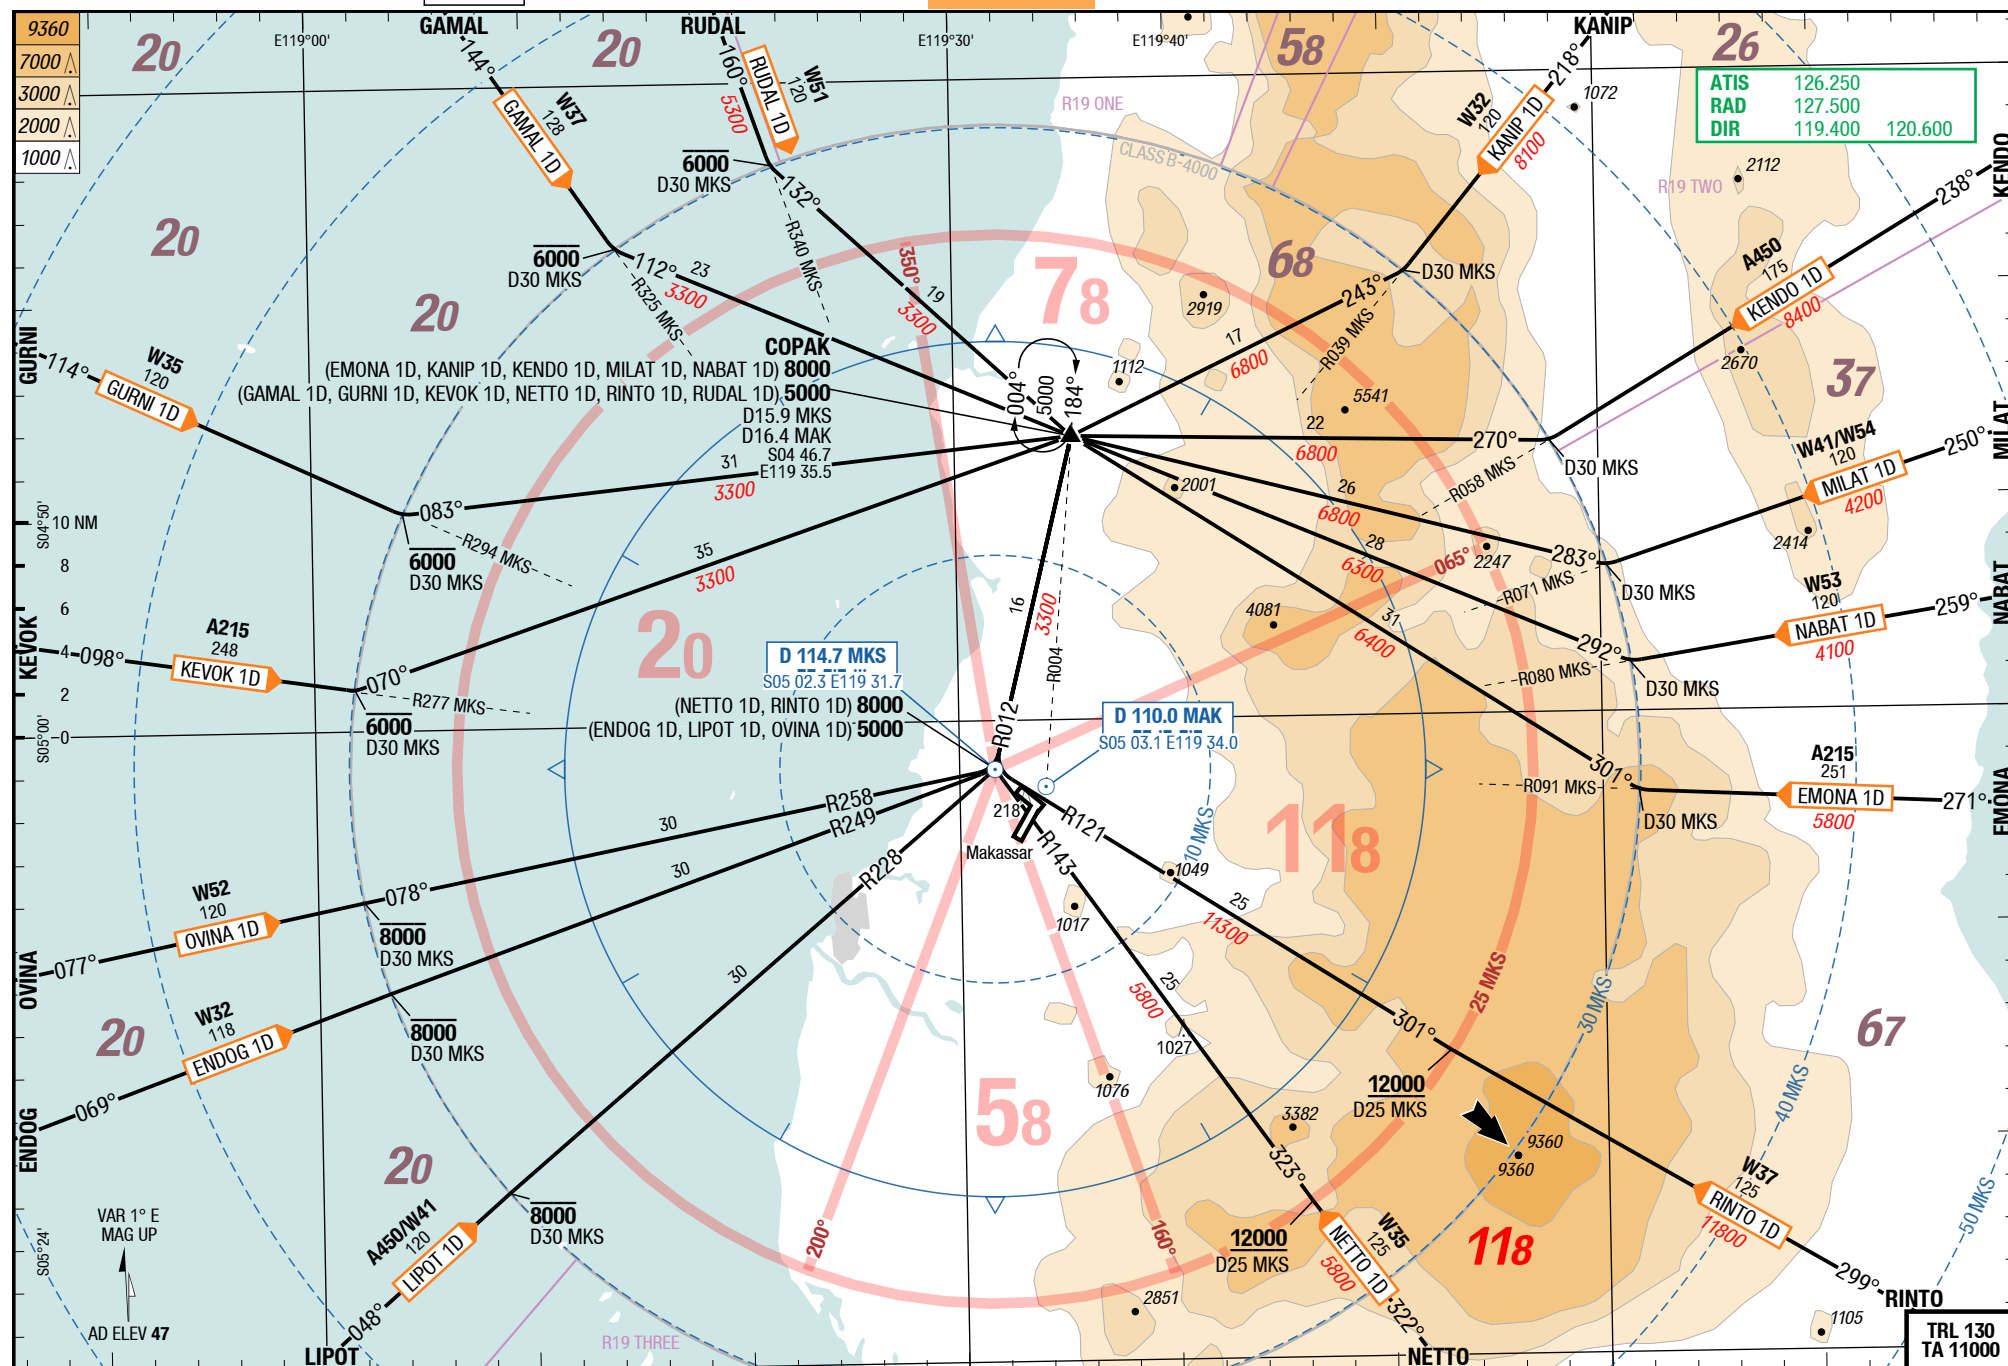 GAMAL
RUDAL
KANIP
9360
7000
3000
2000
1000
20
20
E119°00'
E119°30'
E119°40'
58
26
144°
160°
218°
W37
128
GAMAL 1D
5300
RUDAL 1D
W51
120
R19 ONE
W32
120
KANIP 1D
8100
1072
ATIS 126.250
RAD 127.500
DIR 119.400 120.600
KENDO
6000
D30 MKS
132°
CLASS B-4000
R19 TWO
2112
238°
20
20
6000
D30 MKS
112°
23
3300
R325 MKS
R340 MKS
350°
19
3300
78
68
2919
243°
D30 MKS
17
6800
R039 MKS
A450
175
KENDO 1D
8400
2670
37
GURNI
114°
W35
120
GURNI 1D
COPAK
(EMONA 1D, KANIP 1D, KENDO 1D, MILAT 1D, NABAT 1D) 8000
(GAMAL 1D, GURNI 1D, KEVOK 1D, NETTO 1D, RINTO 1D, RUDAL 1D) 5000
D15.9 MKS
D16.4 MAK
S04 46.7
E119 35.5
004°
5000
184°
1112
5541
22
6800
270°
D30 MKS
R058 MKS
MILAT
W41/W54
120
MILAT 1D
250°
4200
2414
31
3300
083°
R294 MKS
6000
D30 MKS
S04°50'
10 NM
8
6
4
2
0
S05°00'
2001
26
6800
283°
2247
065°
R071 MKS
D30 MKS
28
6300
292°
R080 MKS
D30 MKS
W53
120
NABAT 1D
259°
4100
NABAT
35
3300
16
3300
R004
4081
31
6400
KEVOK
098°
A215
248
KEVOK 1D
070°
R277 MKS
6000
D30 MKS
20
D 114.7 MKS
S05 02.3 E119 31.7
(NETTO 1D, RINTO 1D) 8000
(ENDOG 1D, LIPOT 1D, OVINA 1D) 5000
R012
D 110.0 MAK
S05 03.1 E119 34.0
301°
R091 MKS
D30 MKS
A215
251
EMONA 1D
271°
5800
EMONA
218
Makassar
R258
R249
R228
R143
R121
10 MKS
118
1049
1017
30
30
30
078°
8000
D30 MKS
W52
120
OVINA 1D
077°
OVINA
25
11300
25
5800
25 MKS
30 MKS
1027
301°
67
20
W32
118
ENDOG 1D
069°
ENDOG
8000
D30 MKS
58
1076
12000
D25 MKS
3382
323°
9360
9360
40 MKS
20
8000
D30 MKS
A450/W41
120
LIPOT 1D
048°
LIPOT
VAR 1° E
MAG UP
S05°24'
AD ELEV 47
200°
160°
R19 THREE
2851
12000
D25 MKS
W35
125
NETTO 1D
5800
322°
NETTO
118
W37
125
RINTO 1D
11800
299°
RINTO
50 MKS
1105
TRL 130
TA 11000